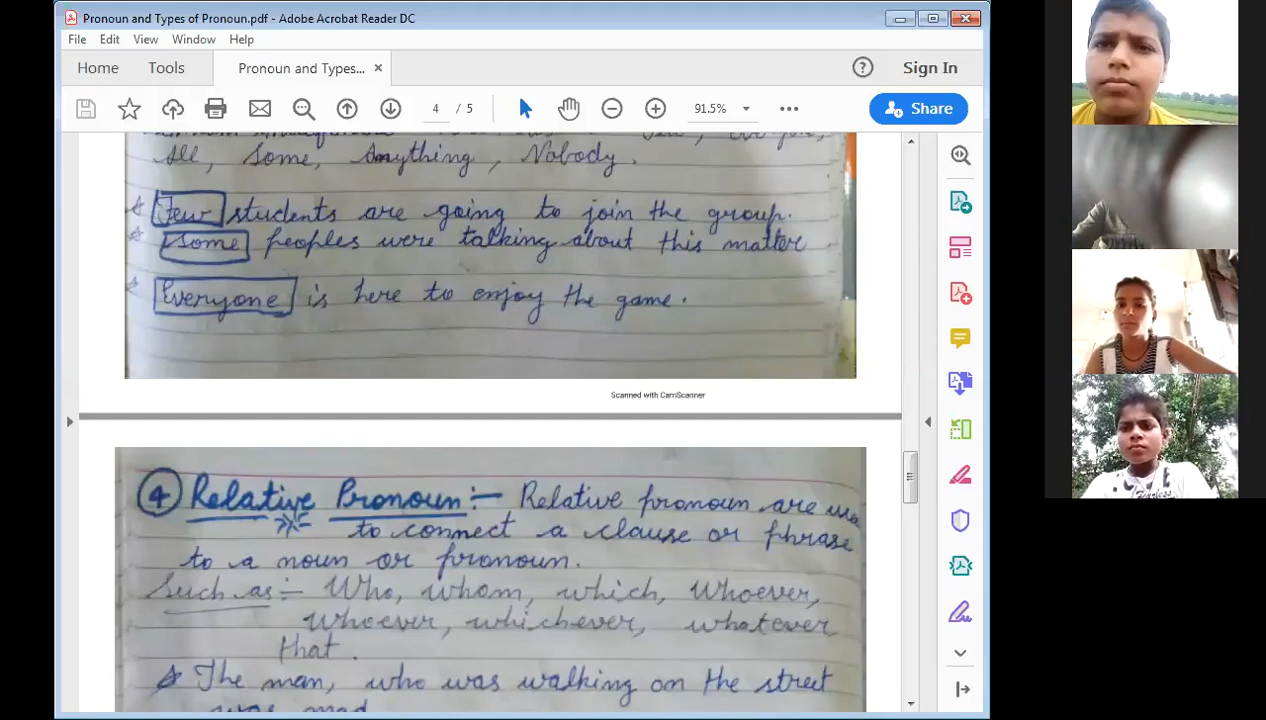 Pronoun and Types of Pronoun.pdf - Adobe Acrobat Reader DC
File Edit View Window Help
Home Tools Pronoun and Types... × Sign In
4 / 5 91.5% Share
All, Some, Anything, Nobody.
Few students are going to join the group.
Some peoples were talking about this matter
Everyone is here to enjoy the game.
Scanned with CamScanner
4 Relative Pronoun :- Relative pronoun are
to connect a clause or phrase
to a noun or pronoun.
Such as :- Who, whom, which, Whoever,
Whoever, whichever, whatever
that.
The man, who was walking on the street
was mad